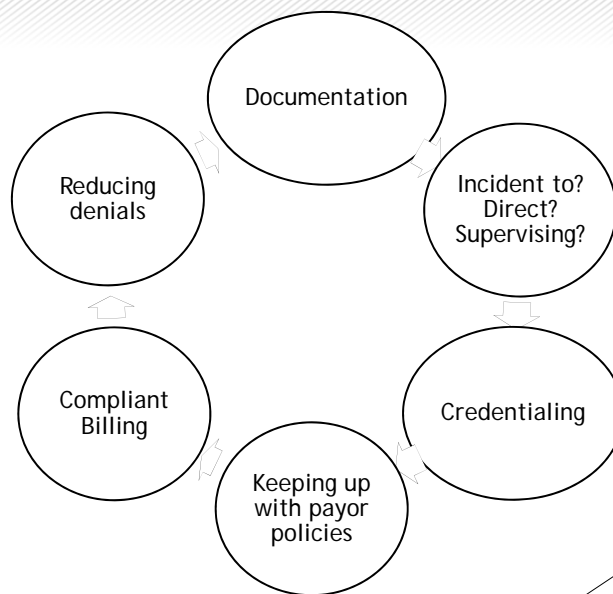 Documentation
Incident to?
Direct?
Supervising?
Credentialing
Keeping up
with payor
policies
Compliant
Billing
Reducing
denials